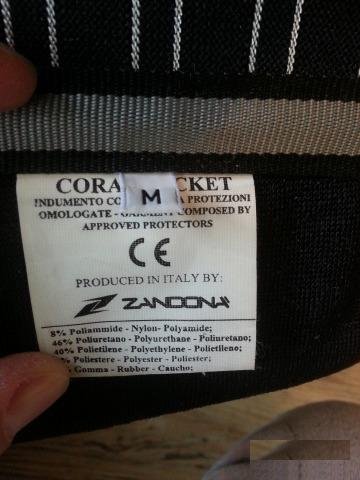 M
CORA CKET
INDUMENTO CO A PROTEZIONI
OMOLOGATE - GARMENT COMPOSED BY
APPROVED PROTECTORS
CE
PRODUCED IN ITALY BY:
ZANDONA
8% Poliammide - Nylon- Polyamide;
46% Poliuretano - Polyurethane - Poliuretano;
40% Polietilene - Polyethylene - Polietileno;
Poliestere - Polyester - Poliester;
Gomma - Rubber - Caucho;